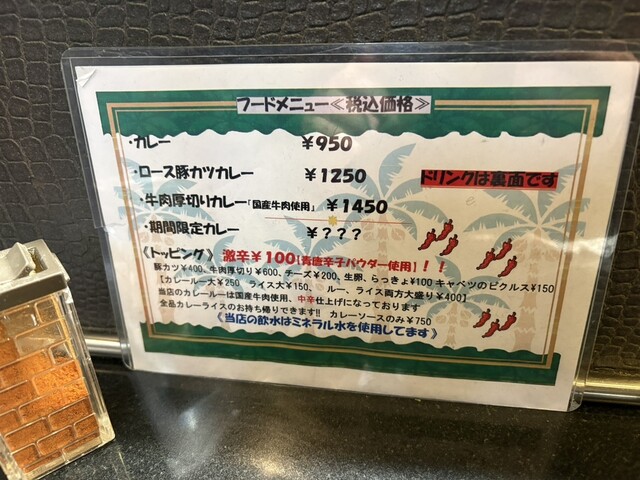 フードメニュー≪税込価格≫
・カレー ¥950
・ロース豚カツカレー ¥1250
ドリンクは裏面です
・牛肉厚切りカレー「国産牛肉使用」 ¥1450
・期間限定カレー ¥???
《トッピング》激辛¥100【青唐辛子パウダー使用】!!
豚カツ¥400、牛肉厚切り¥600、チーズ¥200、生卵、らっきょ¥100 キャベツのピクルス¥150
【カレールー大¥250 ライス大¥150、 ルー、ライス両方大盛り¥400】
当店のカレールーは国産牛肉使用、中辛仕上げになっております
全品カレーライスのお持ち帰りできます!! カレーソースのみ¥750
《当店の飲水はミネラル水を使用してます》